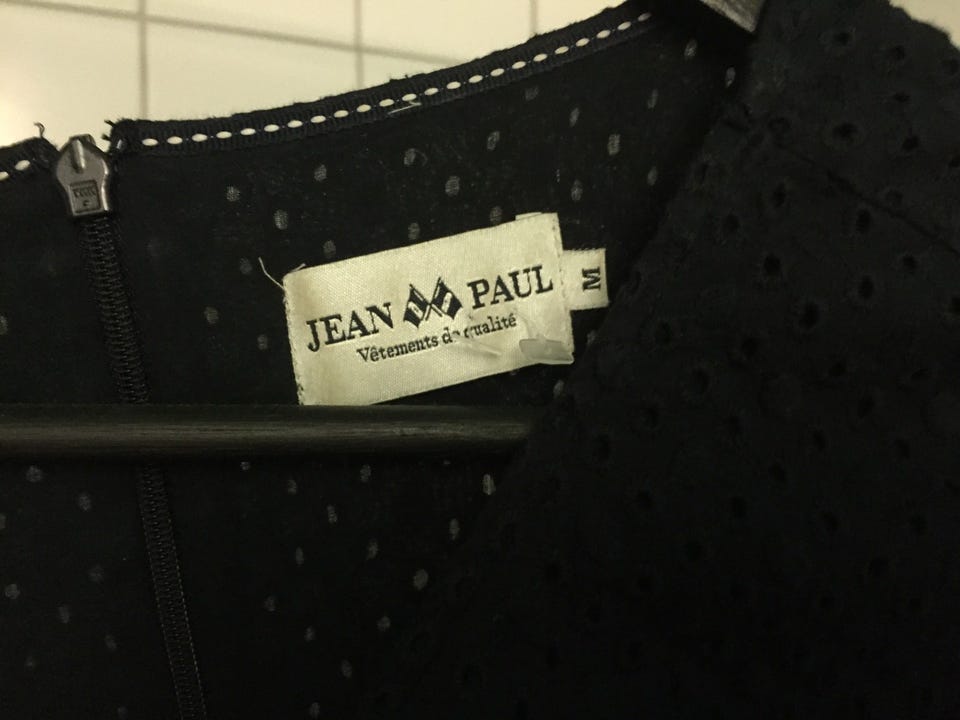 JEAN PAUL
Vêtements de qualité
M